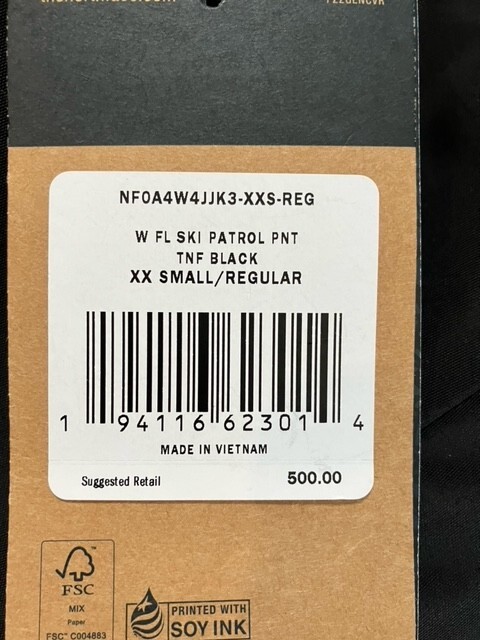 NF0A4W4JJK3-XXS-REG
W FL SKI PATROL PNT
TNF BLACK
XX SMALL/REGULAR
1 94116 62301 4
MADE IN VIETNAM
Suggested Retail 500.00
FSC
MIX
Paper
FSC™ C004883
PRINTED WITH
SOY INK